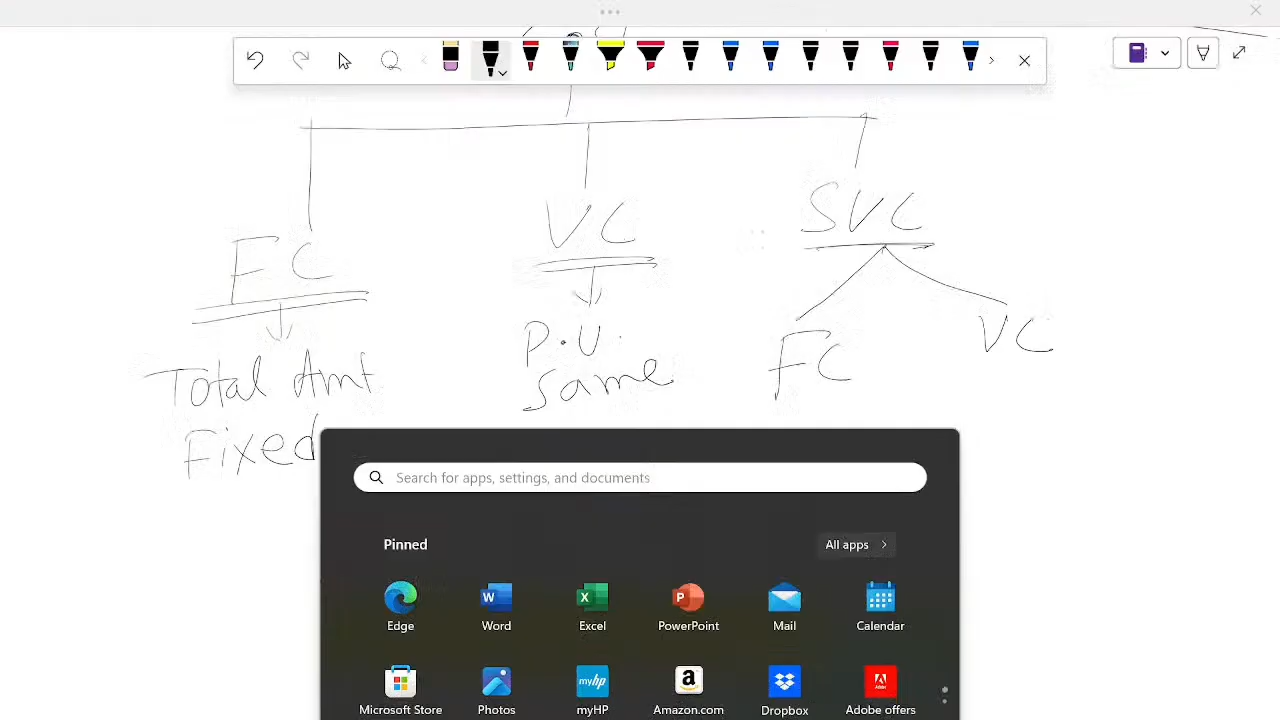 FC
VC
SVC
P.U.
Same
FC
VC
Total Amt
Fixed
Search for apps, settings, and documents
Pinned
All apps
Edge
Word
Excel
PowerPoint
Mail
Calendar
Microsoft Store
Photos
myhp
myHP
a
Amazon.com
Dropbox
Adobe offers